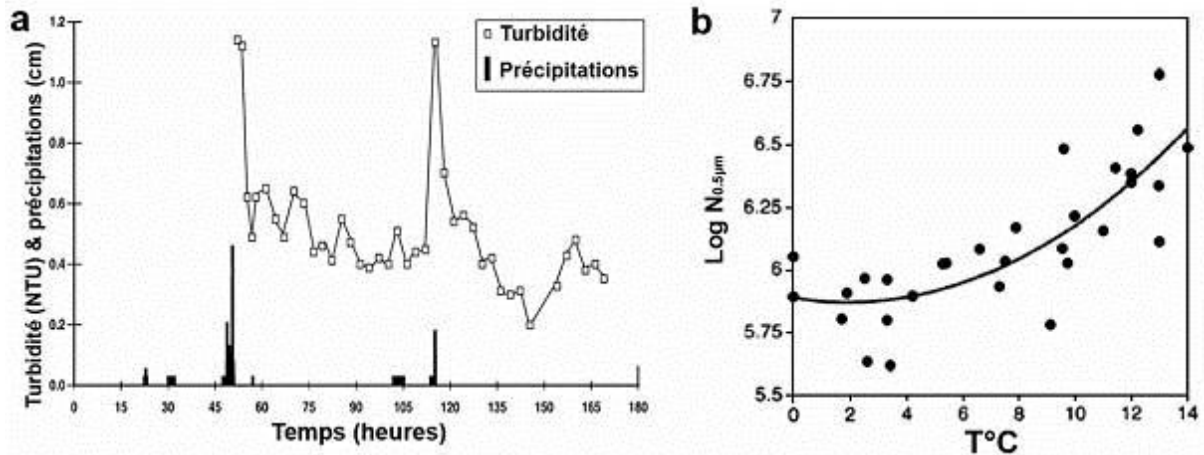 a
Turbidité (NTU) & précipitations (cm)
1.2
1.0
0.8
0.6
0.4
0.2
0.0
Turbidité
Précipitations
0 15 30 45 60 75 90 105 120 135 150 165 180
Temps (heures)
b
Log N0.5µm
7
6.75
6.5
6.25
6
5.75
5.5
0 2 4 6 8 10 12 14
T°C